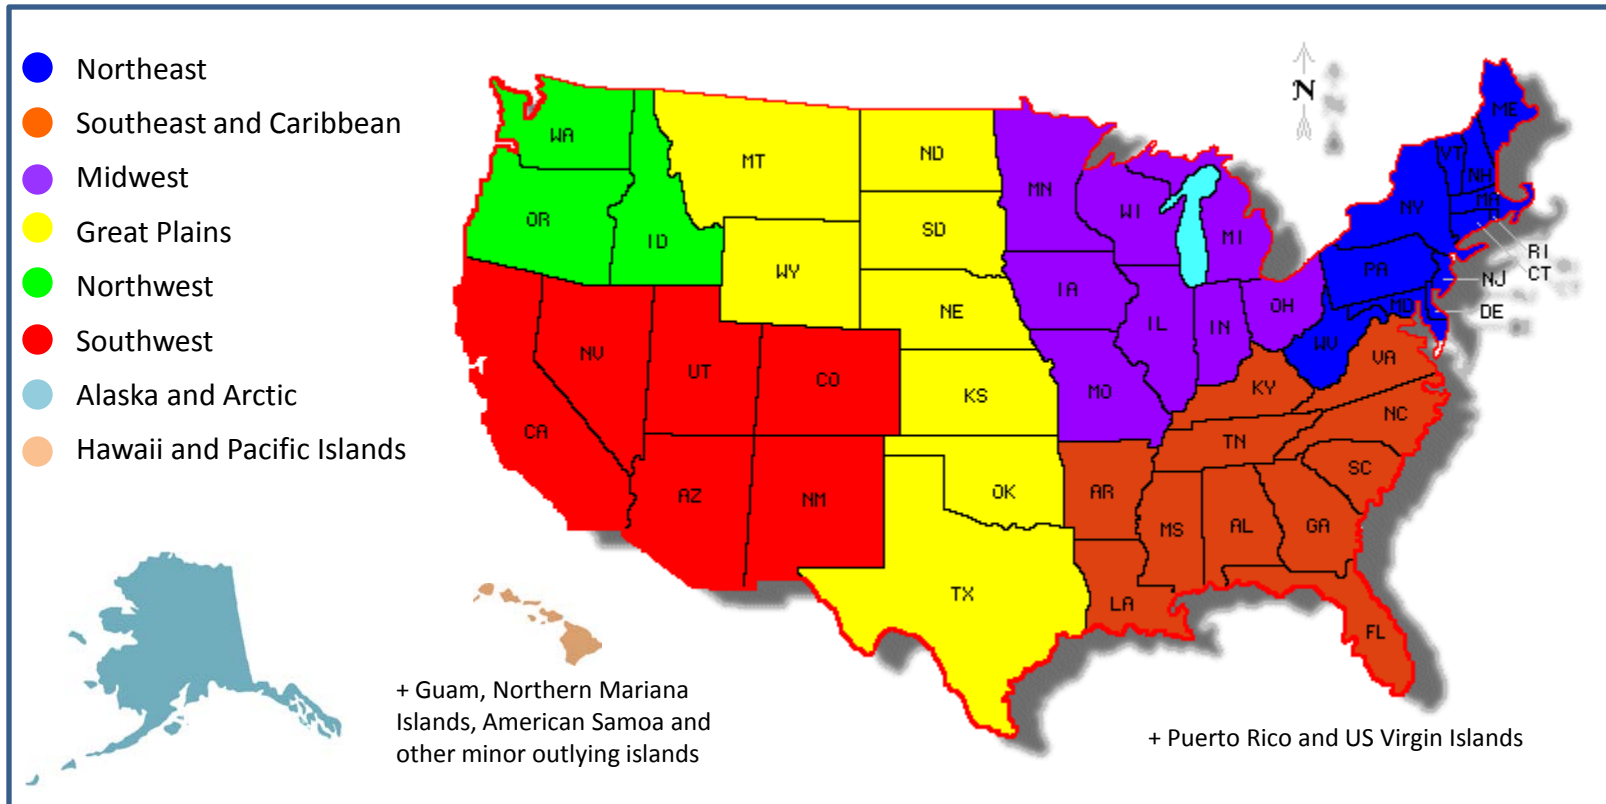 Northeast
Southeast and Caribbean
Midwest
Great Plains
Northwest
Southwest
Alaska and Arctic
Hawaii and Pacific Islands
N
WA
OR
ID
MT
WY
ND
SD
NE
KS
OK
TX
MN
WI
MI
IA
IL
IN
OH
MO
ME
VT
NH
MA
NY
RI
CT
PA
NJ
MD
DE
WV
VA
KY
NC
TN
SC
AR
MS
AL
GA
LA
FL
NV
UT
CO
CA
AZ
NM
+ Guam, Northern Mariana
Islands, American Samoa and
other minor outlying islands
+ Puerto Rico and US Virgin Islands